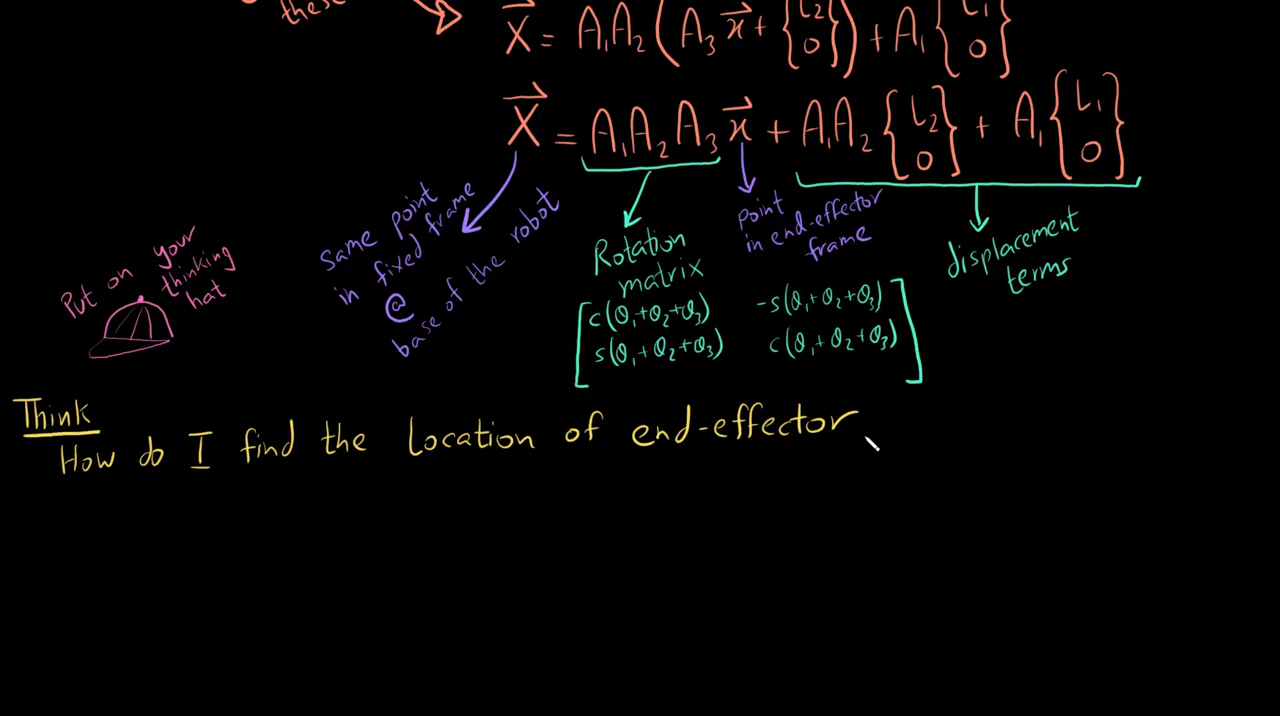 these
X = A₁A₂(A₃x + {L₂ 0}) + A₁{L₁ 0}
X = A₁A₂A₃x + A₁A₂{L₂ 0} + A₁{L₁ 0}
same point
in fixed frame
@
base of the robot
point
in end-effector
frame
Rotation
matrix
[c(θ₁+θ₂+θ₃) -s(θ₁+θ₂+θ₃)
s(θ₁+θ₂+θ₃) c(θ₁+θ₂+θ₃)]
displacement
terms
Put on your
thinking
hat
Think
How do I find the location of end-effector